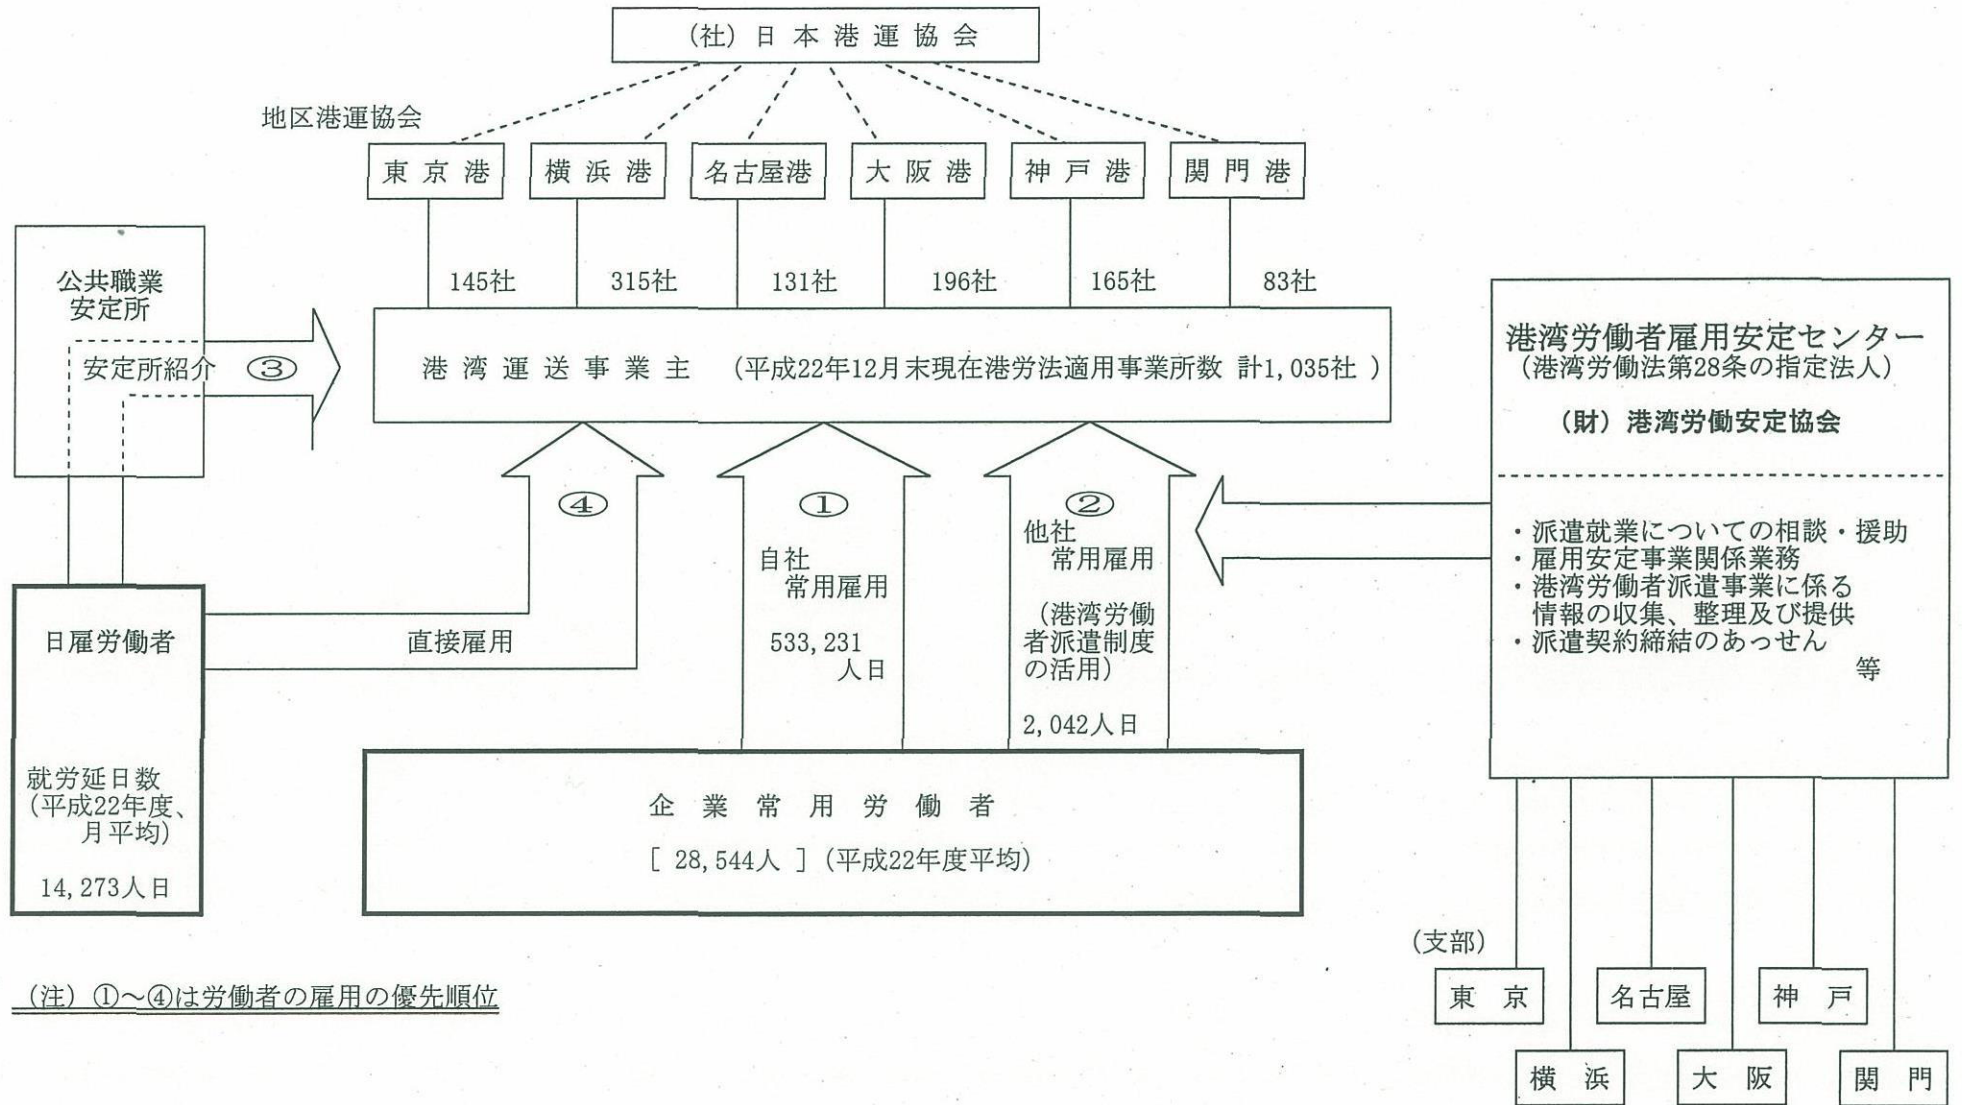 （社）日本港運協会
地区港運協会
東京港
横浜港
名古屋港
大阪港
神戸港
関門港
145社
315社
131社
196社
165社
83社
公共職業
安定所
安定所紹介 ③
港湾運送事業主 （平成22年12月末現在港労法適用事業所数 計1,035社 ）
港湾労働者雇用安定センター
（港湾労働法第28条の指定法人）
（財）港湾労働安定協会
・派遣就業についての相談・援助
・雇用安定事業関係業務
・港湾労働者派遣事業に係る
情報の収集、整理及び提供
・派遣契約締結のあっせん
等
④
直接雇用
①
自社
常用雇用
533,231
人日
②
他社
常用雇用
（港湾労働
者派遣制度
の活用）
2,042人日
日雇労働者
就労延日数
（平成22年度、
月平均）
14,273人日
企業常用労働者
［ 28,544人 ］（平成22年度平均）
（注）①～④は労働者の雇用の優先順位
（支部）
東京
名古屋
神戸
横浜
大阪
関門